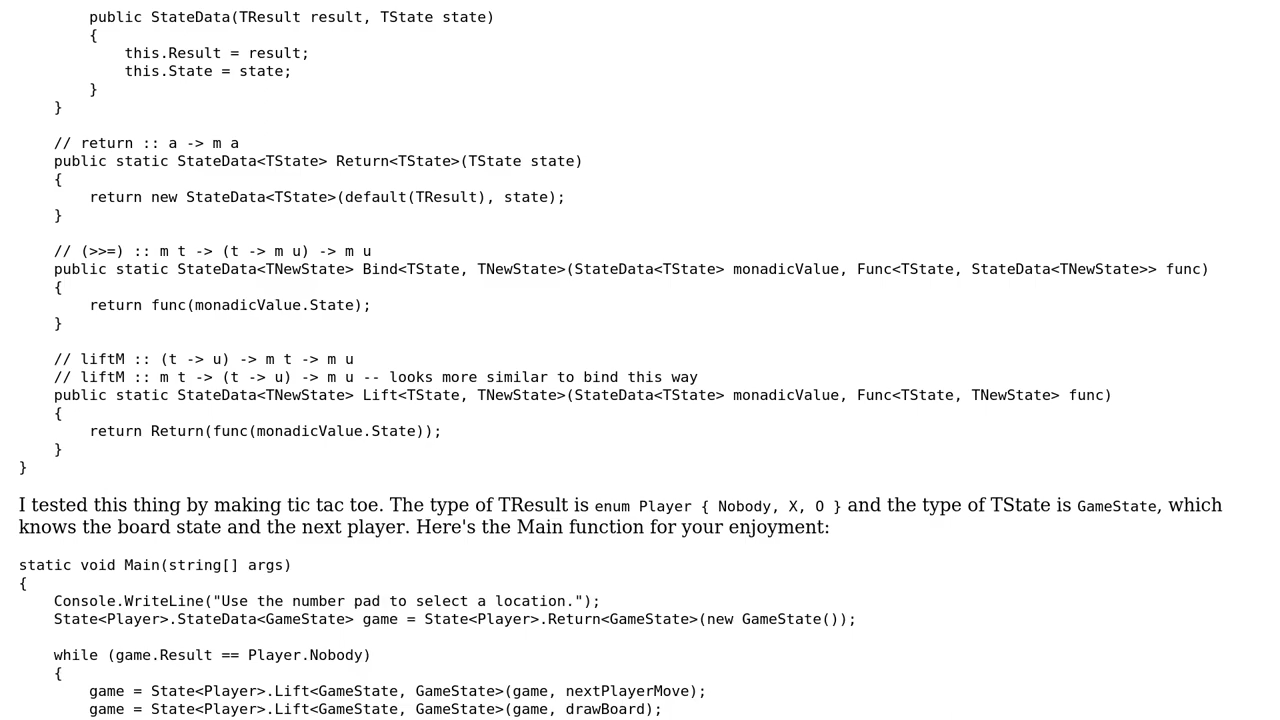 public StateData(TResult result, TState state)
        {
            this.Result = result;
            this.State = state;
        }
    }

    // return :: a -> m a
    public static StateData<TState> Return<TState>(TState state)
    {
        return new StateData<TState>(default(TResult), state);
    }

    // (>>=) :: m t -> (t -> m u) -> m u
    public static StateData<TNewState> Bind<TState, TNewState>(StateData<TState> monadicValue, Func<TState, StateData<TNewState>> func)
    {
        return func(monadicValue.State);
    }

    // liftM :: (t -> u) -> m t -> m u
    // liftM :: m t -> (t -> u) -> m u -- looks more similar to bind this way
    public static StateData<TNewState> Lift<TState, TNewState>(StateData<TState> monadicValue, Func<TState, TNewState> func)
    {
        return Return(func(monadicValue.State));
    }
}
I tested this thing by making tic tac toe. The type of TResult is enum Player { Nobody, X, O } and the type of TState is GameState, which
knows the board state and the next player. Here's the Main function for your enjoyment:
static void Main(string[] args)
{
    Console.WriteLine("Use the number pad to select a location.");
    State<Player>.StateData<GameState> game = State<Player>.Return<GameState>(new GameState());

    while (game.Result == Player.Nobody)
    {
        game = State<Player>.Lift<GameState, GameState>(game, nextPlayerMove);
        game = State<Player>.Lift<GameState, GameState>(game, drawBoard);